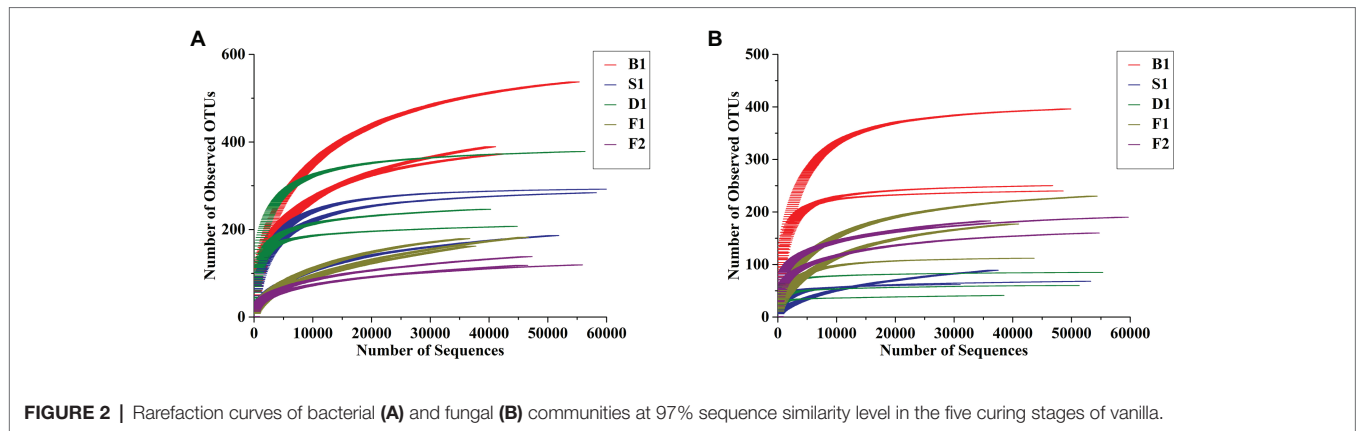 A
600
400
200
0
Number of Observed OTUs
0 10000 20000 30000 40000 50000 60000
Number of Sequences
B1
S1
D1
F1
F2
B
500
400
300
250
200
150
100
50
0
Number of Observed OTUs
0 10000 20000 30000 40000 50000 60000
Number of Sequences
B1
S1
D1
F1
F2
FIGURE 2 | Rarefaction curves of bacterial (A) and fungal (B) communities at 97% sequence similarity level in the five curing stages of vanilla.